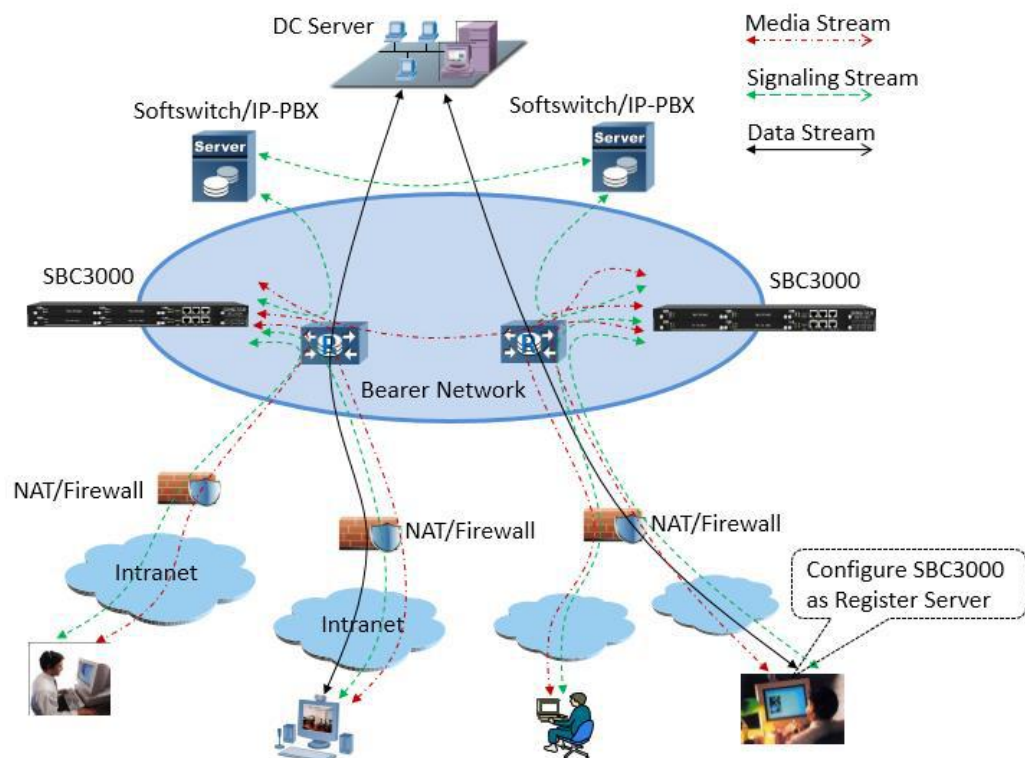 DC Server
Media Stream
Signaling Stream
Data Stream
Softswitch/IP-PBX
Softswitch/IP-PBX
Server
Server
SBC3000
SBC3000
R
R
Bearer Network
NAT/Firewall
NAT/Firewall
NAT/Firewall
Intranet
Intranet
Configure SBC3000
as Register Server